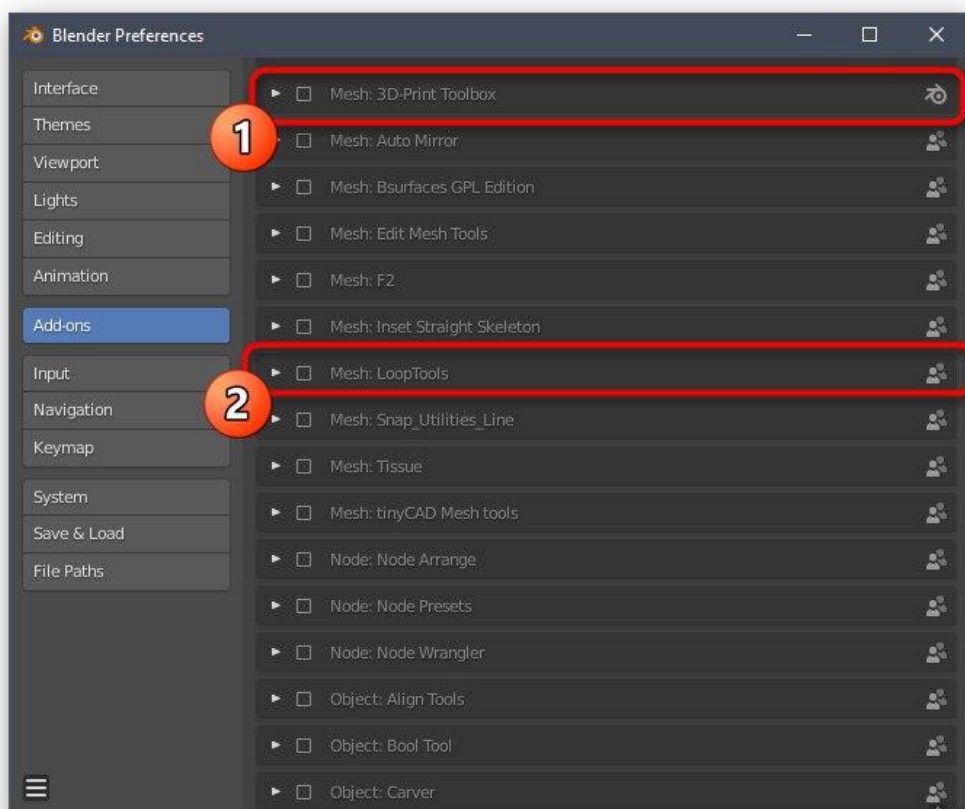 Blender Preferences
Interface
Themes
Viewport
Lights
Editing
Animation
Add-ons
Input
Navigation
Keymap
System
Save & Load
File Paths
1
2
Mesh: 3D-Print Toolbox
Mesh: Auto Mirror
Mesh: Bsurfaces GPL Edition
Mesh: Edit Mesh Tools
Mesh: F2
Mesh: Inset Straight Skeleton
Mesh: LoopTools
Mesh: Snap_Utilities_Line
Mesh: Tissue
Mesh: tinyCAD Mesh tools
Node: Node Arrange
Node: Node Presets
Node: Node Wrangler
Object: Align Tools
Object: Bool Tool
Object: Carver